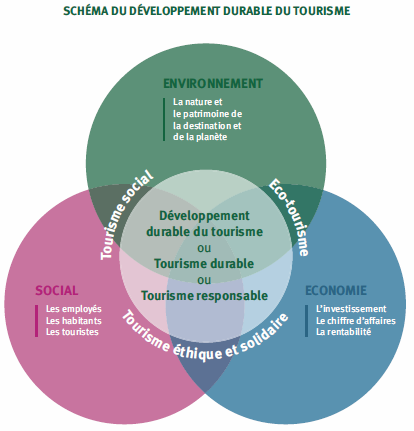 SCHÉMA DU DÉVELOPPEMENT DURABLE DU TOURISME
ENVIRONNEMENT
La nature et
le patrimoine de
la destination et
de la planète
Tourisme social
Eco-tourisme
Développement
durable du tourisme
ou
Tourisme durable
ou
Tourisme responsable
SOCIAL
Les employés
Les habitants
Les touristes
ECONOMIE
L'investissement
Le chiffre d'affaires
La rentabilité
Tourisme éthique et solidaire